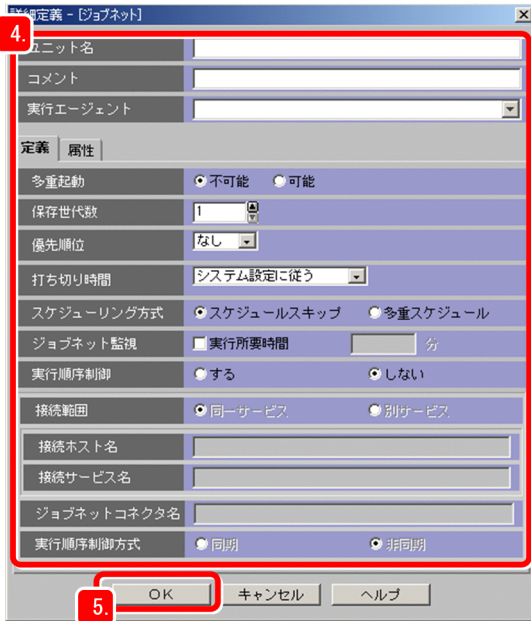 詳細定義 - [ジョブネット]
4.
ユニット名
コメント
実行エージェント
定義 属性
多重起動 不可能 可能
保存世代数 1
優先順位 なし
打ち切り時間 システム設定に従う
スケジューリング方式 スケジュールスキップ 多重スケジュール
ジョブネット監視 実行所要時間 分
実行順序制御 する しない
接続範囲 同一サービス 別サービス
接続ホスト名
接続サービス名
ジョブネットコネクタ名
実行順序制御方式 同期 非同期
5.
OK キャンセル ヘルプ